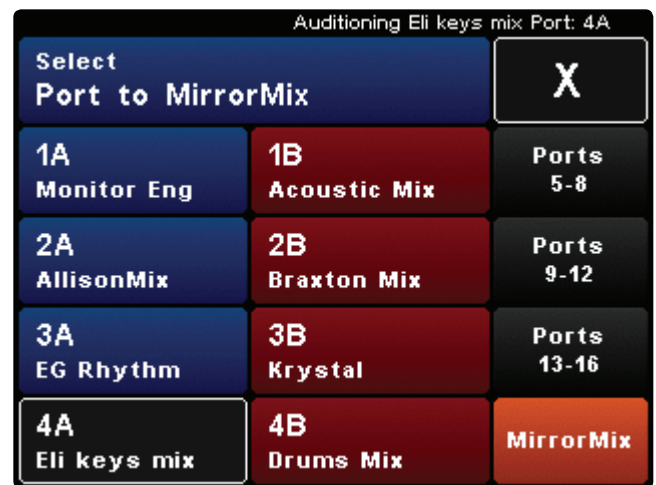 Auditioning Eli keys mix Port: 4A
Select
Port to MirrorMix
X
1A
Monitor Eng
1B
Acoustic Mix
Ports
5-8
2A
AllisonMix
2B
Braxton Mix
Ports
9-12
3A
EG Rhythm
3B
Krystal
Ports
13-16
4A
Eli keys mix
4B
Drums Mix
MirrorMix